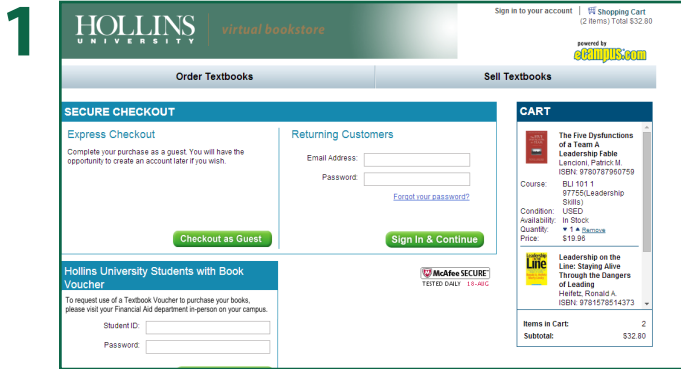 1
HOLLINS
UNIVERSITY
virtual bookstore
Sign in to your account
Shopping Cart
(2 items) Total $32.80
powered by
eCampus.com
Order Textbooks
Sell Textbooks
SECURE CHECKOUT
Express Checkout
Complete your purchase as a guest. You will have the
opportunity to create an account later if you wish.
Checkout as Guest
Returning Customers
Email Address:
Password:
Forgot your password?
Sign In & Continue
Hollins University Students with Book
Voucher
To request use of a Textbook Voucher to purchase your books,
please visit your Financial Aid department in-person on your campus.
Student ID:
Password:
McAfee SECURE
TESTED DAILY 18-AUG
CART
The Five Dysfunctions
of a Team A
Leadership Fable
Lencioni, Patrick M.
ISBN: 9780787960759
Course: BLI 101 1
97755(Leadership
Skills)
Condition: USED
Availability: In Stock
Quantity: ▼ 1 ▲ Remove
Price: $19.96
Leadership on the
Line: Staying Alive
Through the Dangers
of Leading
Heifetz, Ronald A.
ISBN: 9781578514373
Items in Cart: 2
Subtotal: $32.80